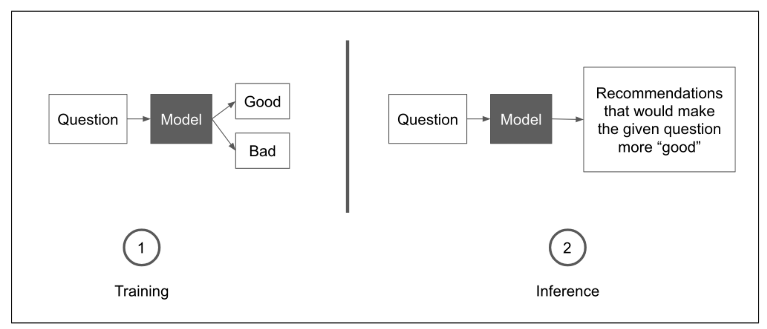 Question
Model
Good
Bad
1
Training
Question
Model
Recommendations
that would make
the given question
more “good”
2
Inference